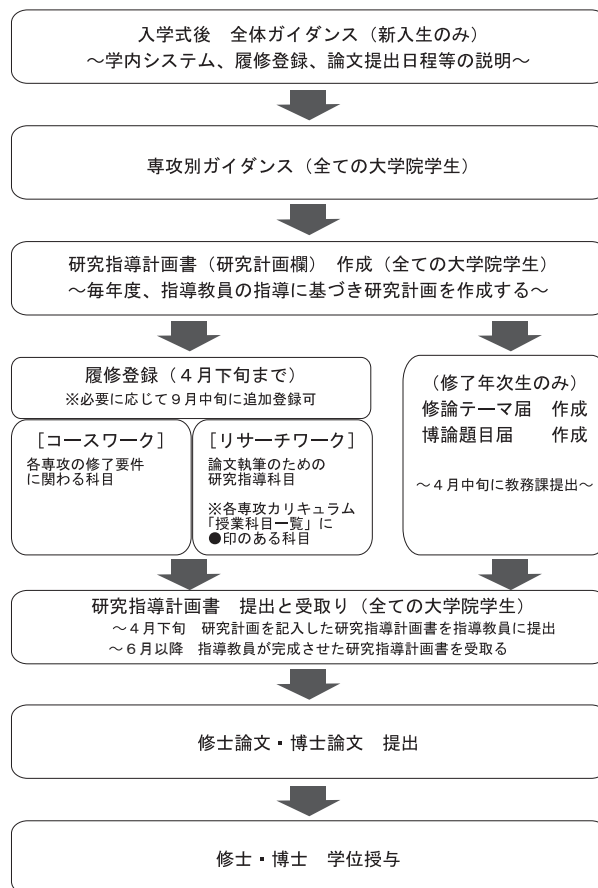 入学式後　全体ガイダンス（新入生のみ）
～学内システム、履修登録、論文提出日程等の説明～
専攻別ガイダンス（全ての大学院学生）
研究指導計画書（研究計画欄）　作成（全ての大学院学生）
～毎年度、指導教員の指導に基づき研究計画を作成する～
履修登録（４月下旬まで）
※必要に応じて９月中旬に追加登録可
［コースワーク］
各専攻の修了要件
に関わる科目
［リサーチワーク］
論文執筆のための
研究指導科目
※各専攻カリキュラム
「授業科目一覧」に
●印のある科目
（修了年次生のみ）
修論テーマ届　作成
博論題目届　　作成
～４月中旬に教務課提出～
研究指導計画書　提出と受取り（全ての大学院学生）
～４月下旬　研究計画を記入した研究指導計画書を指導教員に提出
～６月以降　指導教員が完成させた研究指導計画書を受取る
修士論文・博士論文　提出
修士・博士　学位授与